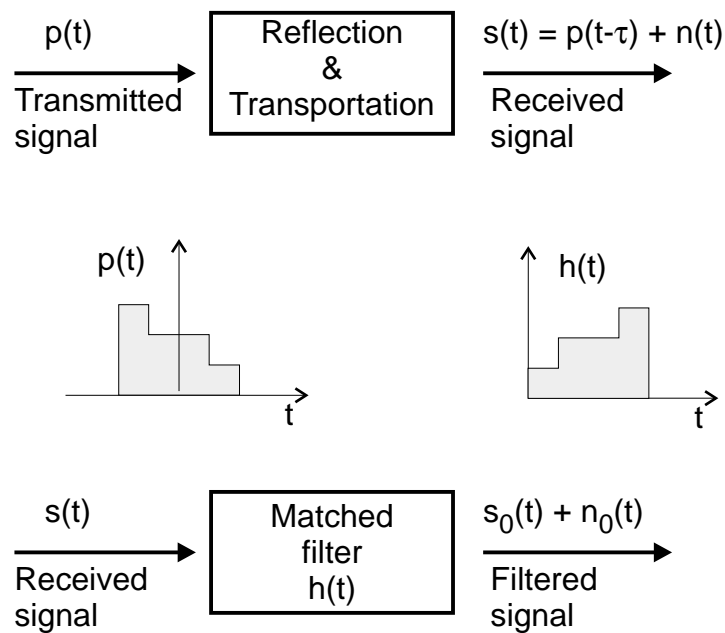 p(t)
Transmitted
signal
Reflection
&
Transportation
s(t) = p(t-τ) + n(t)
Received
signal
p(t)
t
h(t)
t
s(t)
Received
signal
Matched
filter
h(t)
s₀(t) + n₀(t)
Filtered
signal